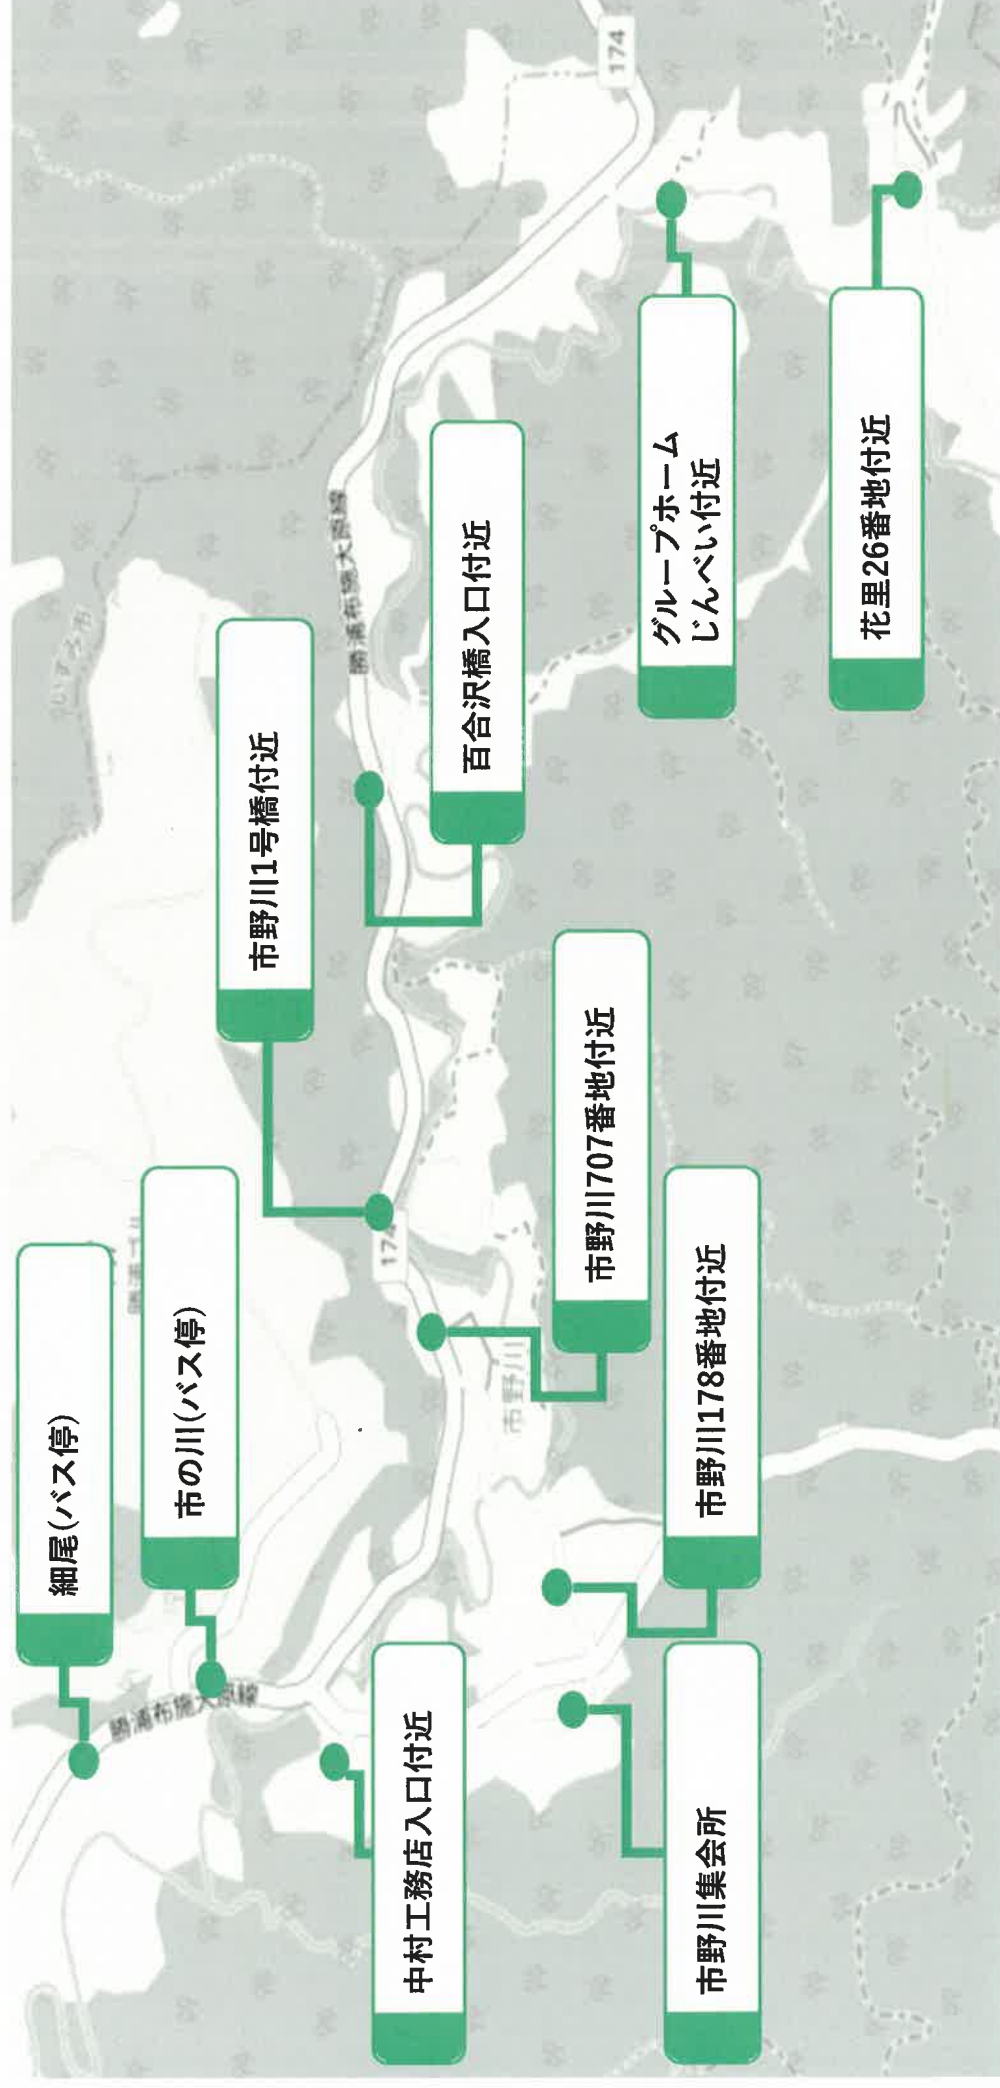 細尾(バス停)
市の川(バス停)
市野川1号橋付近
百合沢橋入口付近
グループホーム
じんべい付近
花里26番地付近
市野川707番地付近
市野川178番地付近
市野川集会所
中村工務店入口付近
勝浦布施大原線
勝浦布施大原線
174
174
市野川
いすみ市